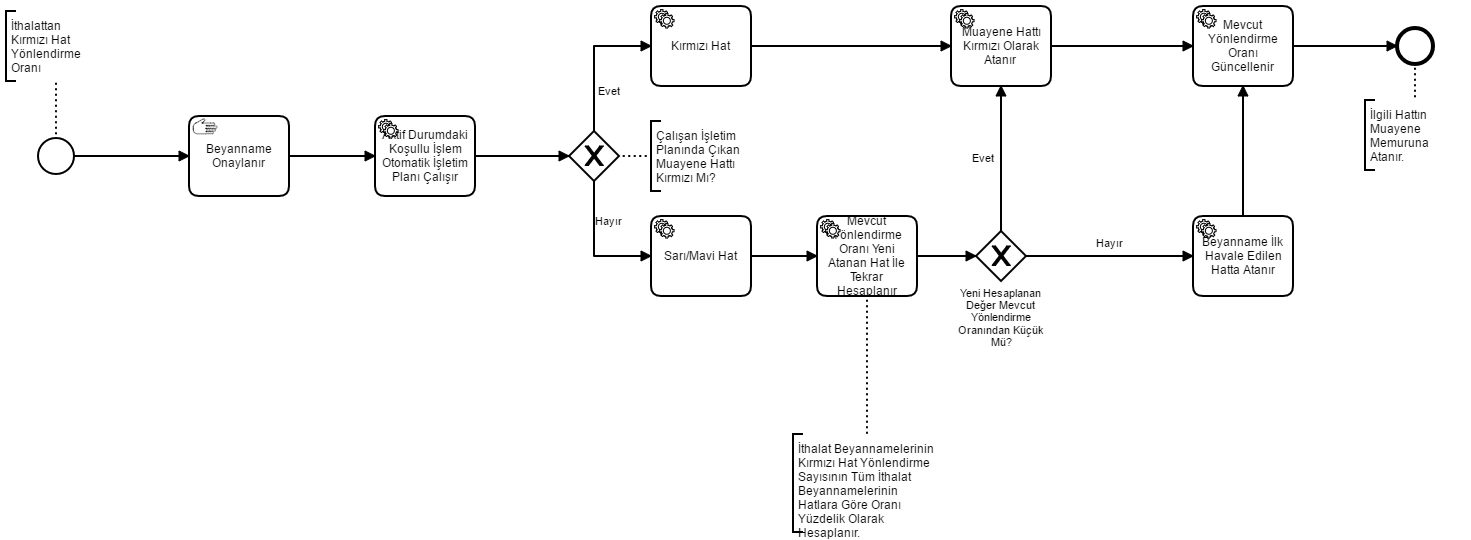 İthalattan
Kırmızı Hat
Yönlendirme
Oranı
Beyanname
Onaylanır
Aktif Durumdaki
Koşullu İşlem
Otomatik İşletim
Planı Çalışır
Evet
Çalışan İşletim
Planında Çıkan
Muayene Hattı
Kırmızı Mı?
Hayır
Kırmızı Hat
Sarı/Mavi Hat
Mevcut
Yönlendirme
Oranı Yeni
Atanan Hat İle
Tekrar
Hesaplanır
İthalat Beyannamelerinin
Kırmızı Hat Yönlendirme
Sayısının Tüm İthalat
Beyannamelerinin
Hatlara Göre Oranı
Yüzdelik Olarak
Hesaplanır.
Yeni Hesaplanan
Değer Mevcut
Yönlendirme
Oranından Küçük
Mü?
Evet
Hayır
Muayene Hattı
Kırmızı Olarak
Atanır
Beyanname İlk
Havale Edilen
Hatta Atanır
Mevcut
Yönlendirme
Oranı
Güncellenir
İlgili Hattın
Muayene
Memuruna
Atanır.